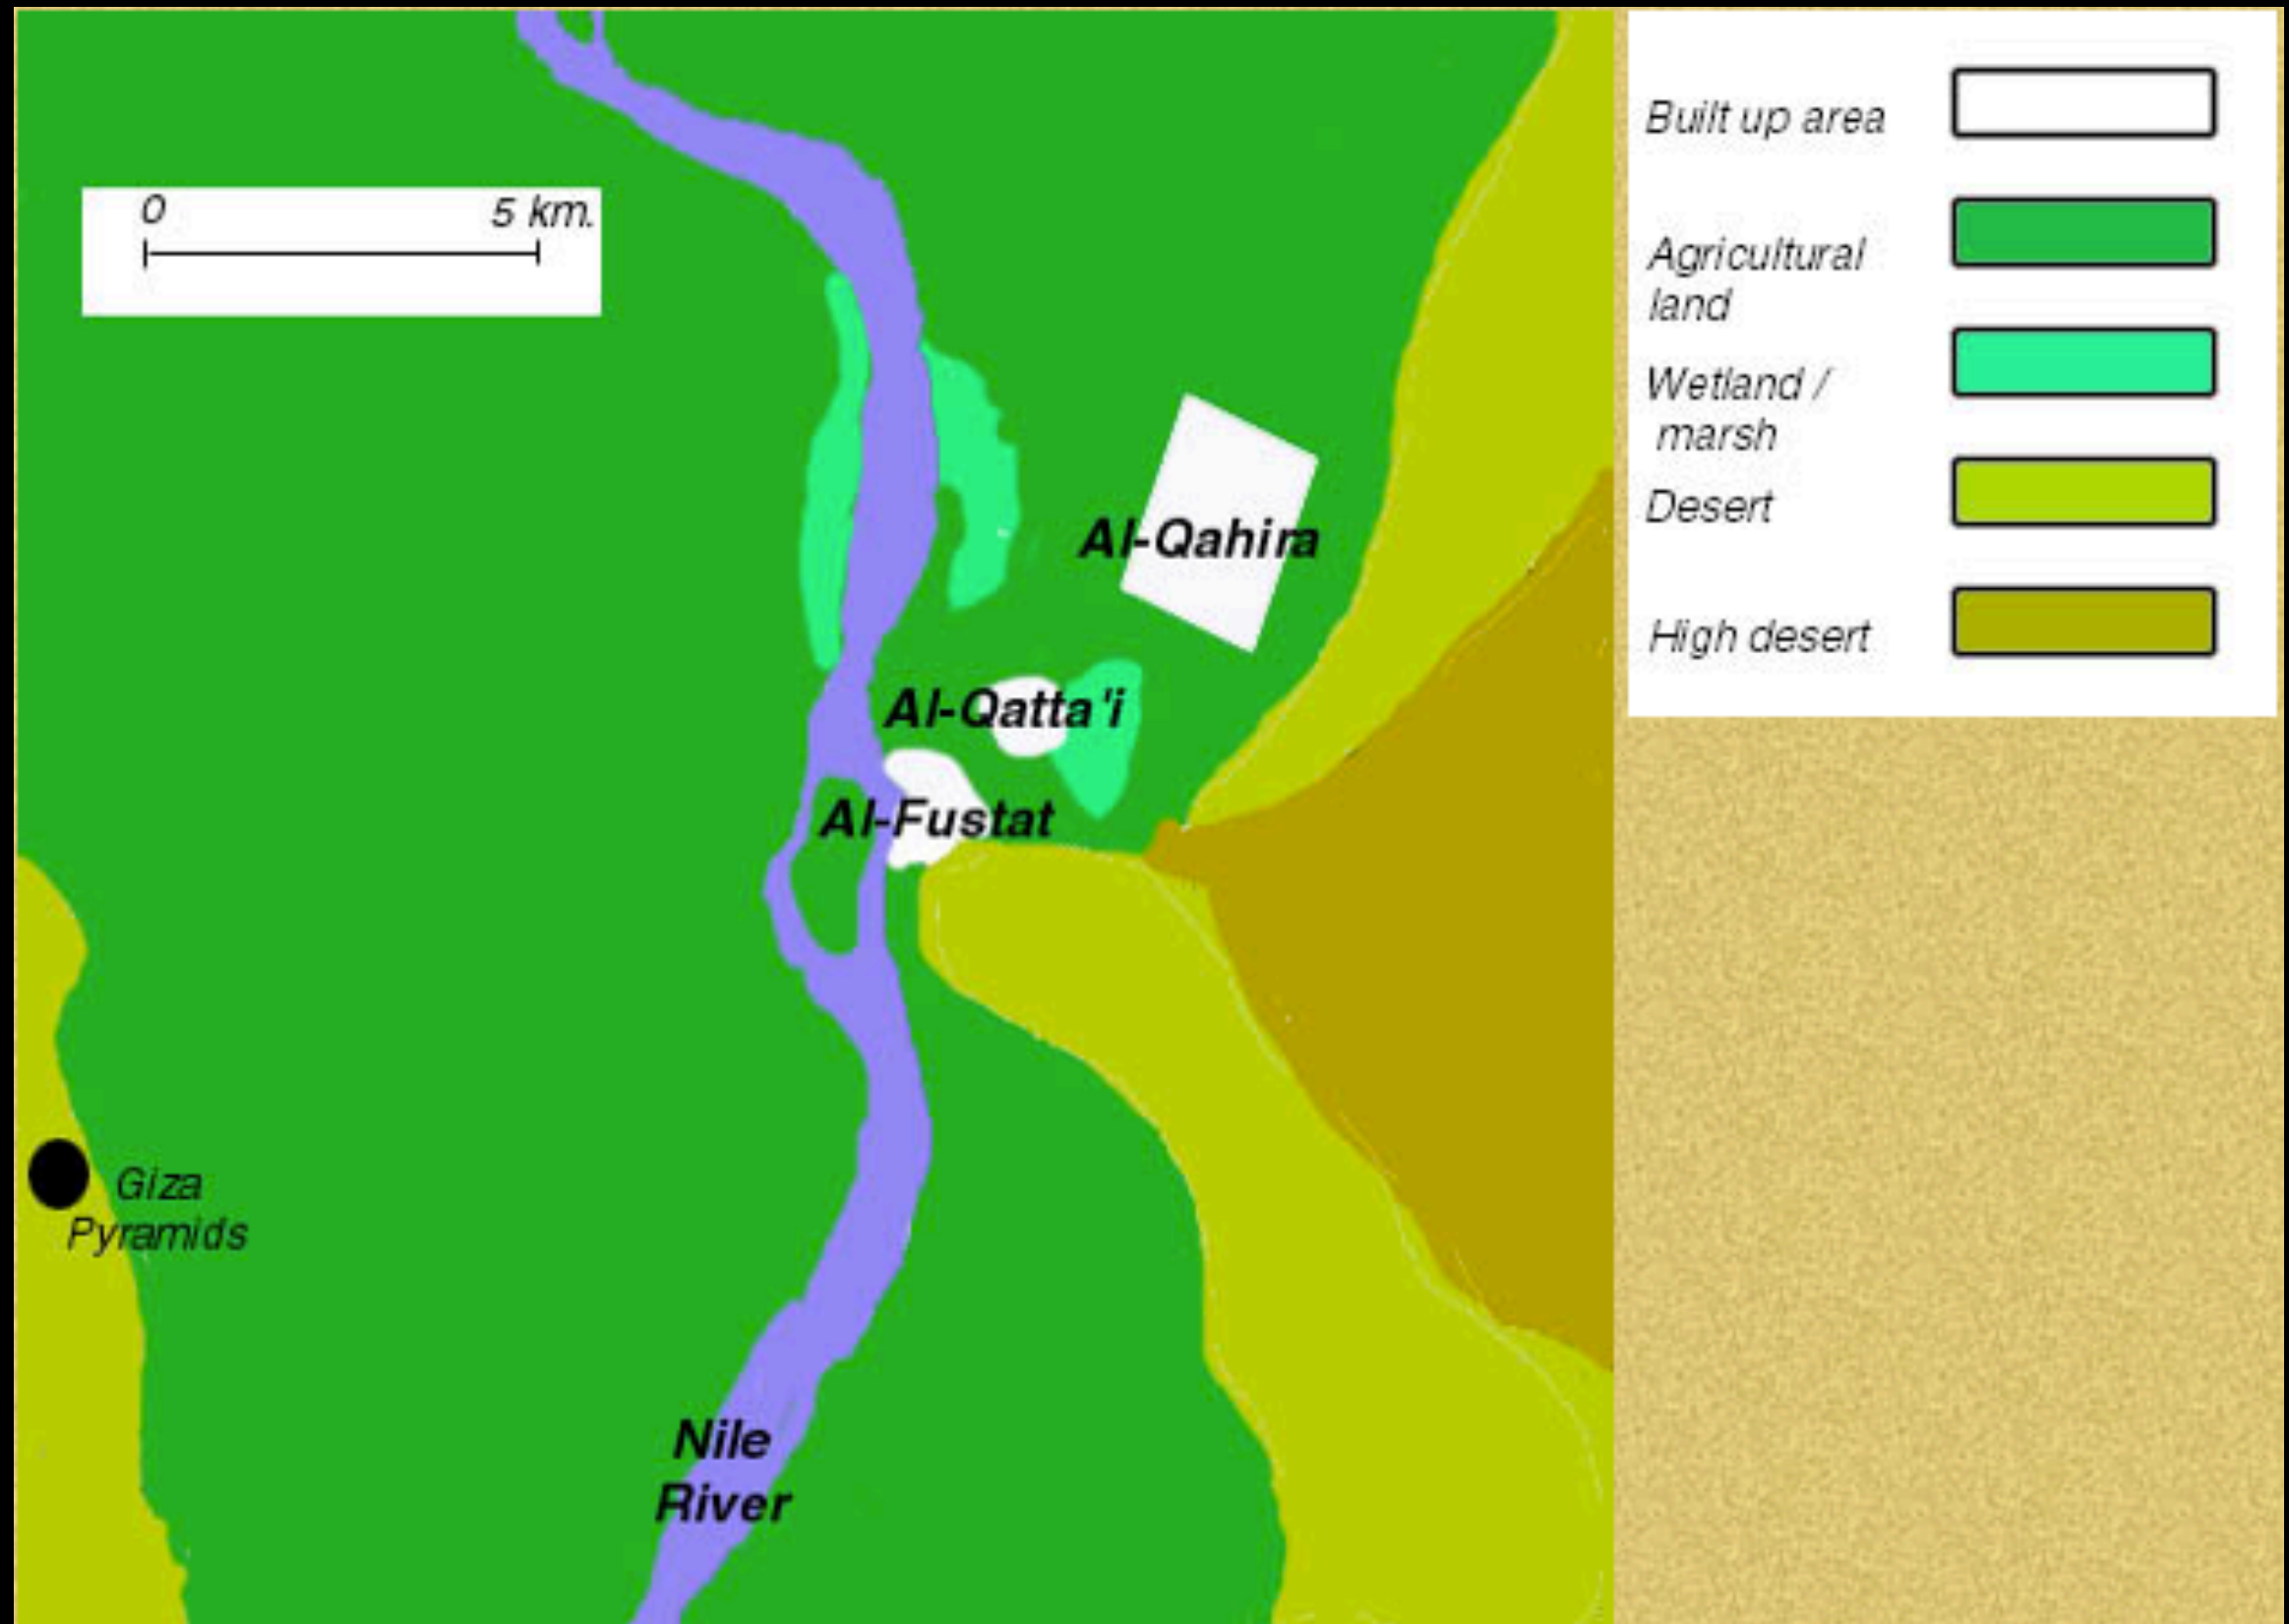 0 5 km.
Al-Qahira
Al-Qatta'i
Al-Fustat
Giza
Pyramids
Nile
River
Built up area
Agricultural
land
Wetland /
marsh
Desert
High desert